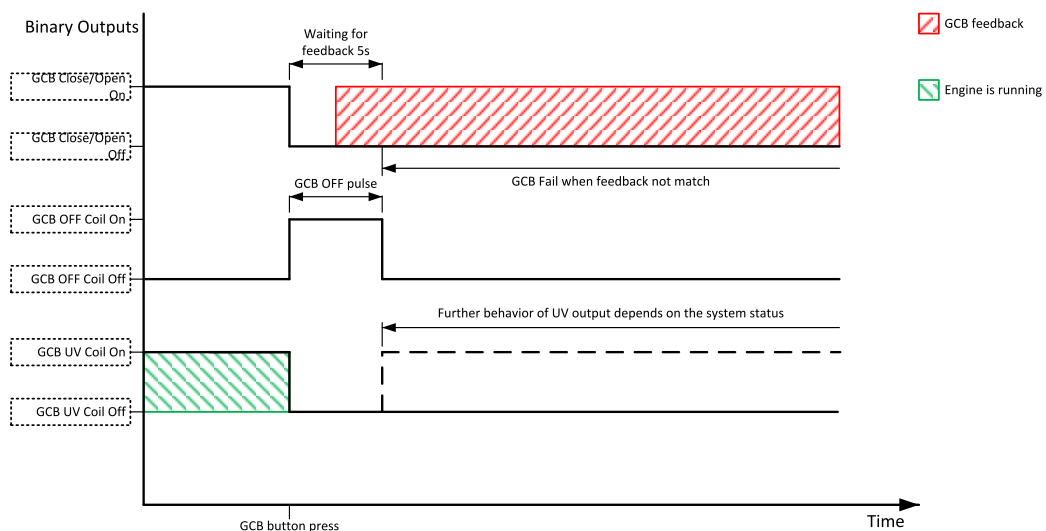 Binary Outputs
Waiting for
feedback 5s
GCB feedback
GCB Close/Open
On
Engine is running
GCB Close/Open
Off
GCB Fail when feedback not match
GCB OFF pulse
GCB OFF Coil On
GCB OFF Coil Off
Further behavior of UV output depends on the system status
GCB UV Coil On
GCB UV Coil Off
GCB button press
Time